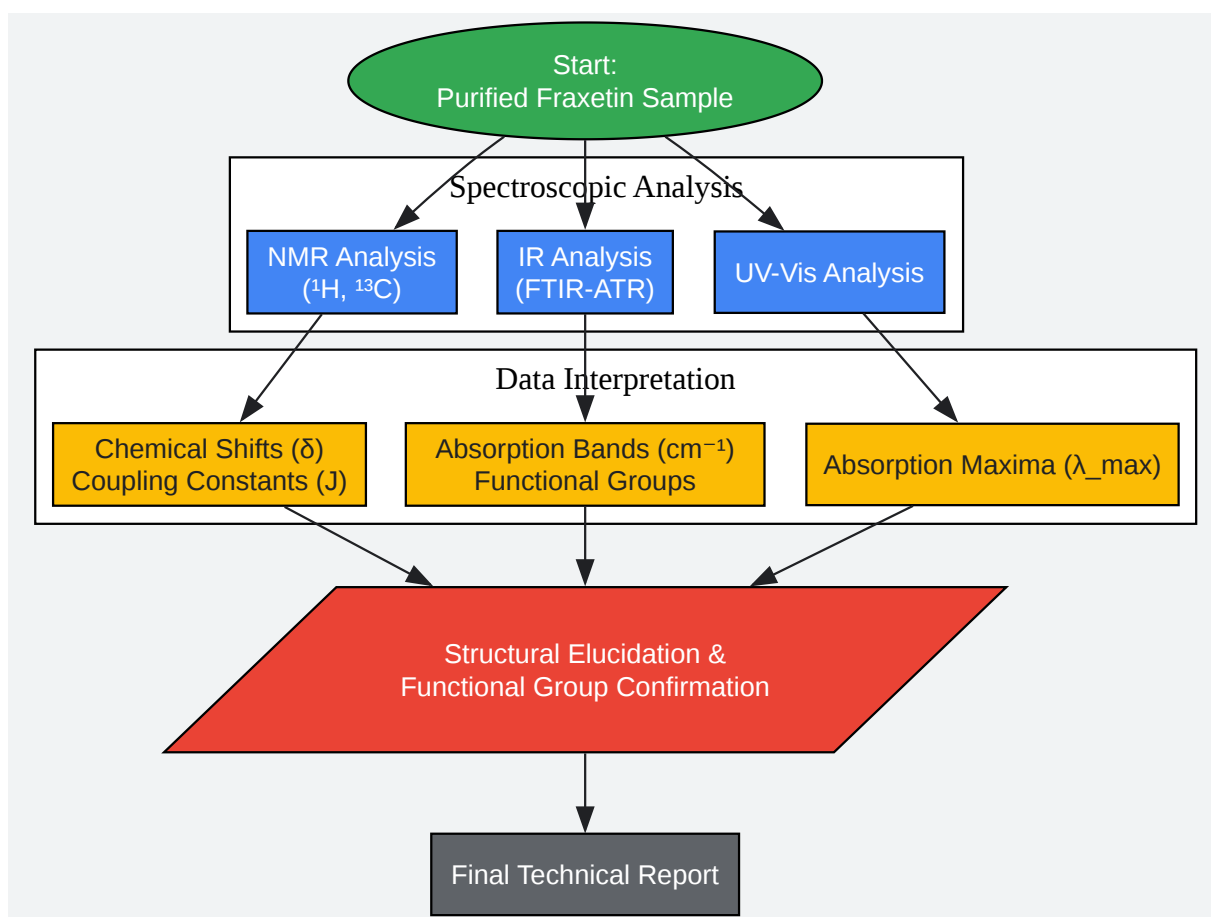 Start:
Purified Fraxetin Sample
Spectroscopic Analysis
NMR Analysis
(¹H, ¹³C)
IR Analysis
(FTIR-ATR)
UV-Vis Analysis
Data Interpretation
Chemical Shifts (δ)
Coupling Constants (J)
Absorption Bands (cm⁻¹)
Functional Groups
Absorption Maxima (λ_max)
Structural Elucidation &
Functional Group Confirmation
Final Technical Report